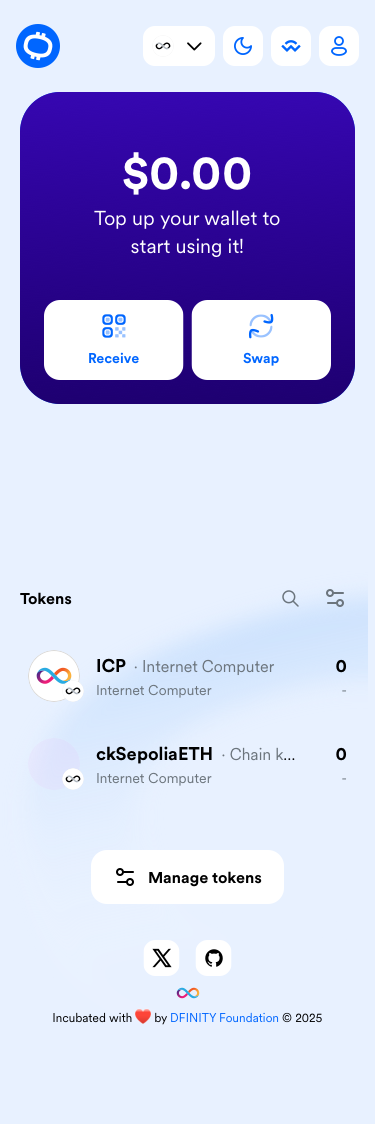 $0.00
Top up your wallet to
start using it!
Receive
Swap
Tokens
ICP · Internet Computer 0
Internet Computer -
ckSepoliaETH · Chain k... 0
Internet Computer -
Manage tokens
Incubated with ❤️ by DFINITY Foundation © 2025